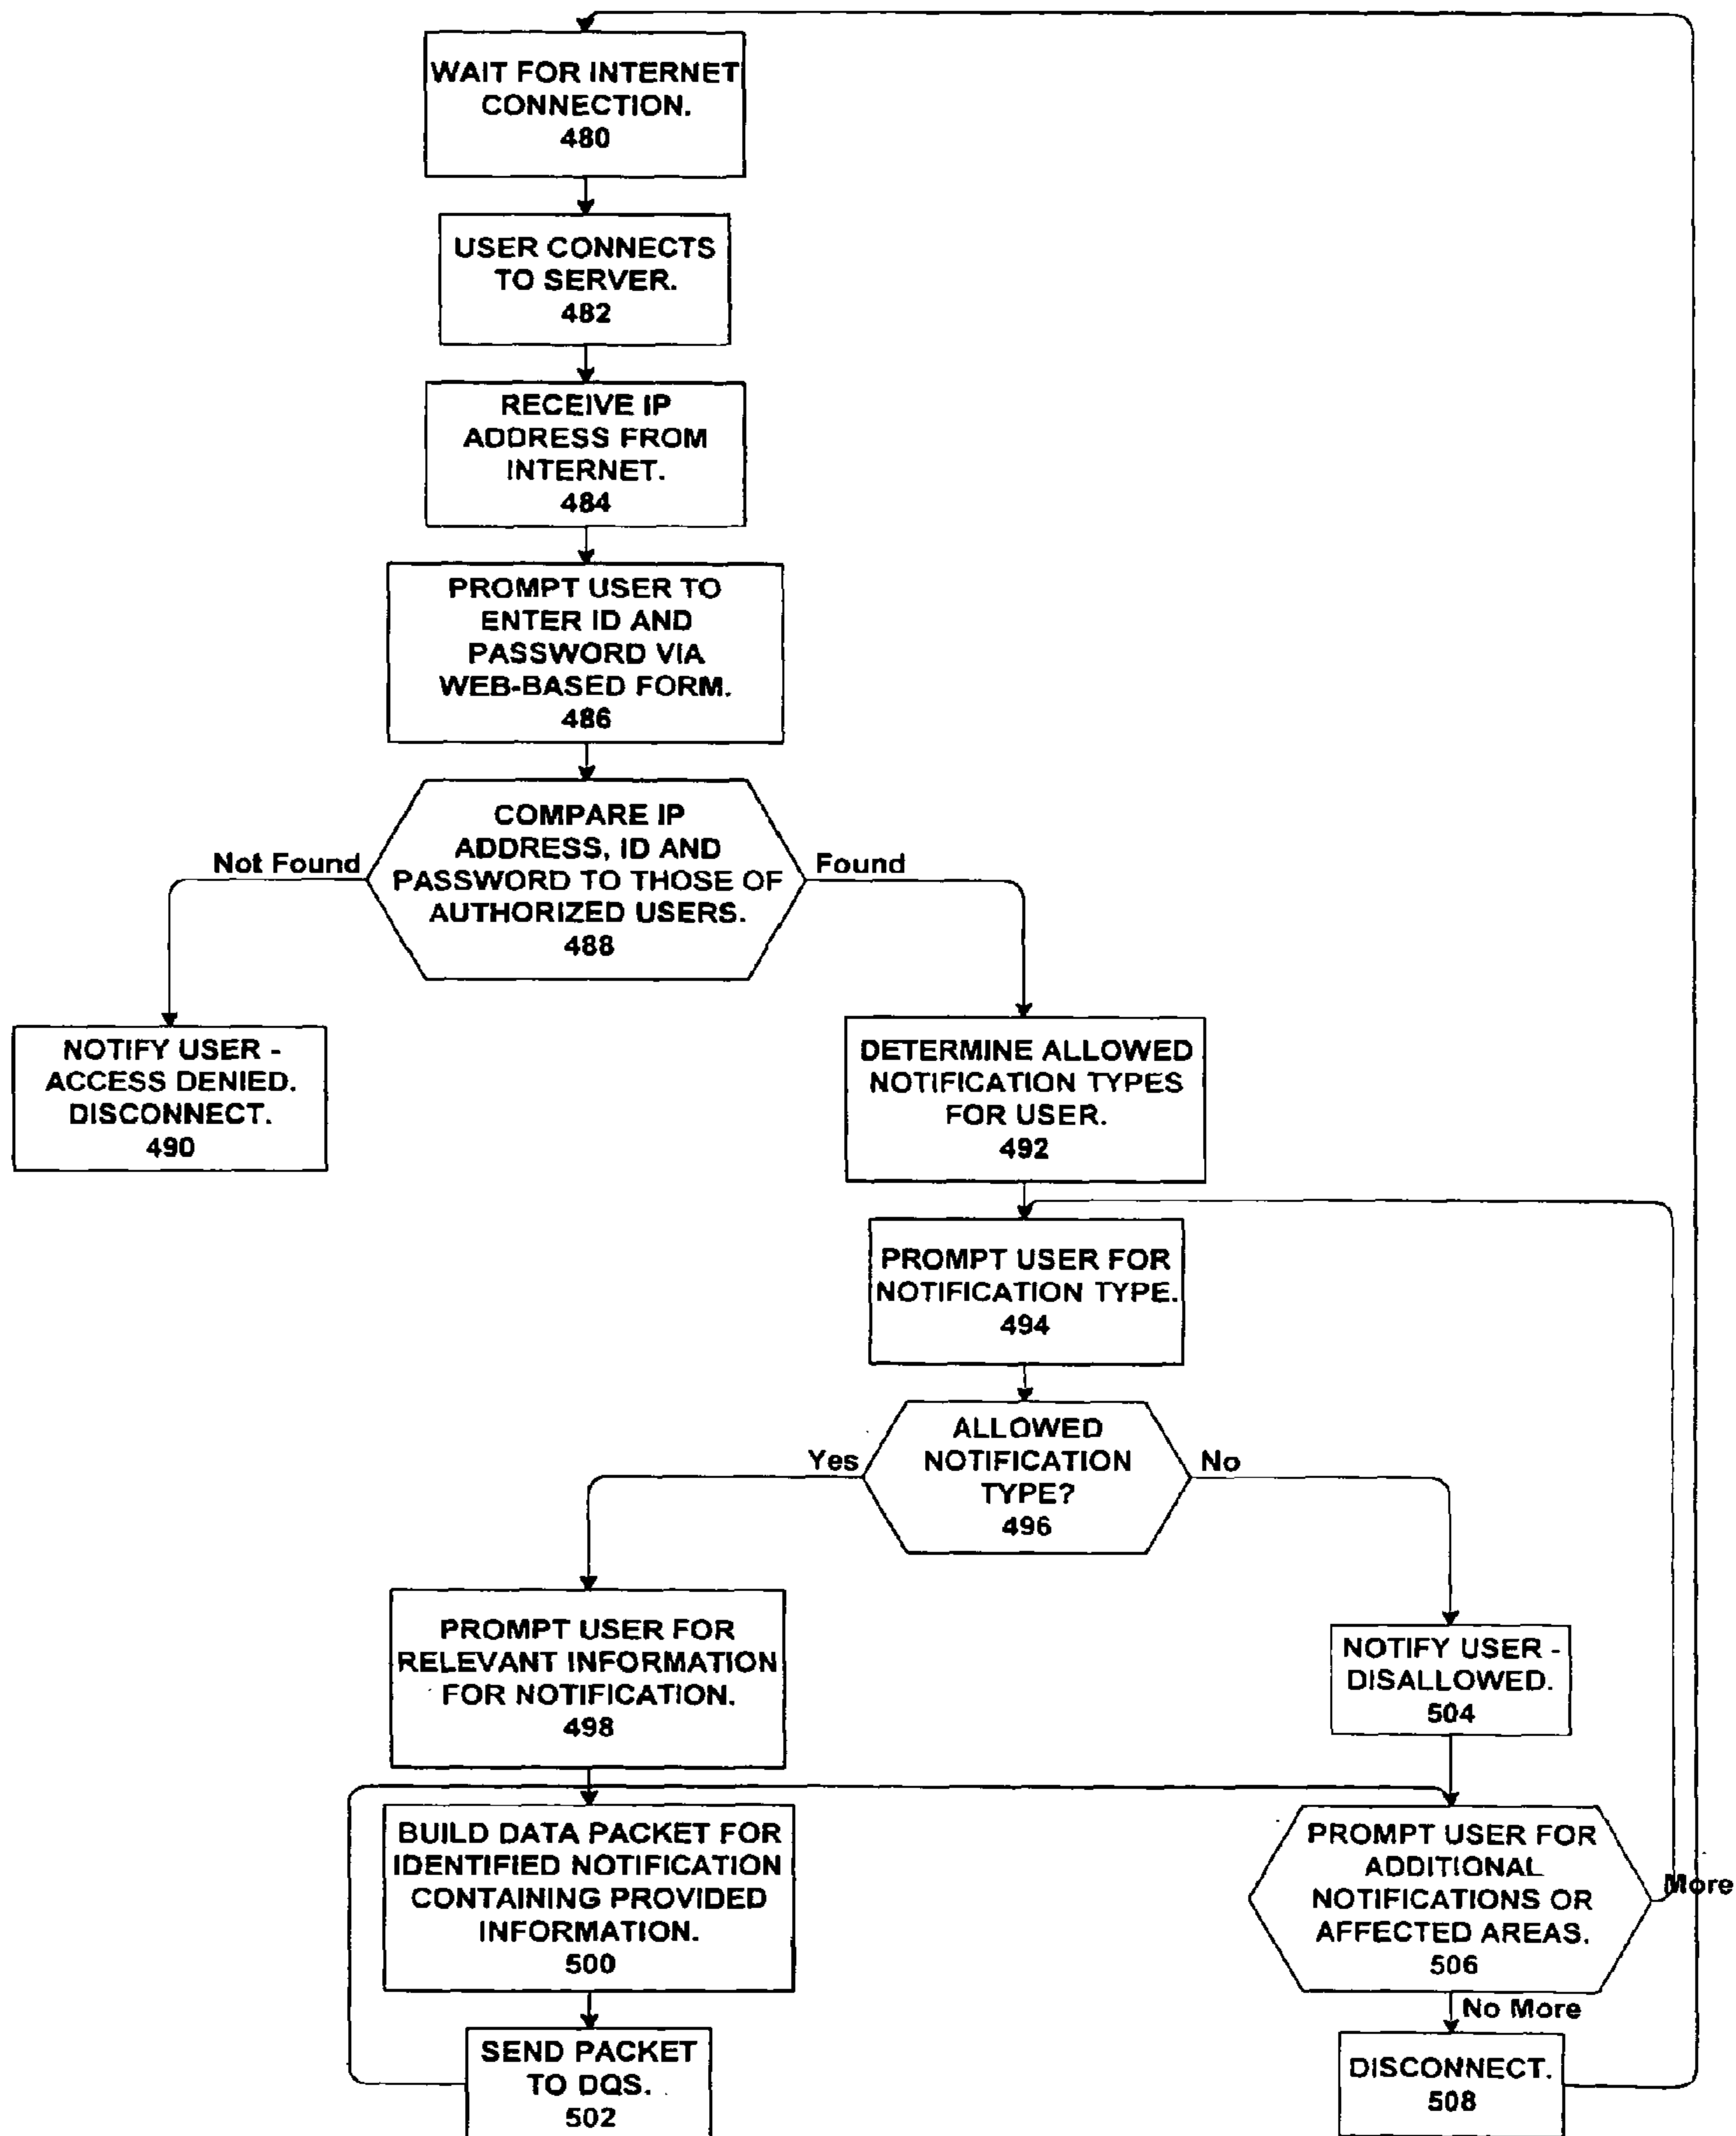 WAIT FOR INTERNET
CONNECTION.
480
USER CONNECTS
TO SERVER.
482
RECEIVE IP
ADDRESS FROM
INTERNET.
484
PROMPT USER TO
ENTER ID AND
PASSWORD VIA
WEB-BASED FORM.
486
COMPARE IP
ADDRESS, ID AND
PASSWORD TO THOSE OF
AUTHORIZED USERS.
488
Not Found
Found
NOTIFY USER -
ACCESS DENIED.
DISCONNECT.
490
DETERMINE ALLOWED
NOTIFICATION TYPES
FOR USER.
492
PROMPT USER FOR
NOTIFICATION TYPE.
494
ALLOWED
NOTIFICATION
TYPE?
496
Yes
No
PROMPT USER FOR
RELEVANT INFORMATION
FOR NOTIFICATION.
498
NOTIFY USER -
DISALLOWED.
504
BUILD DATA PACKET FOR
IDENTIFIED NOTIFICATION
CONTAINING PROVIDED
INFORMATION.
500
PROMPT USER FOR
ADDITIONAL
NOTIFICATIONS OR
AFFECTED AREAS.
506
More
No More
SEND PACKET
TO DQS.
502
DISCONNECT.
508